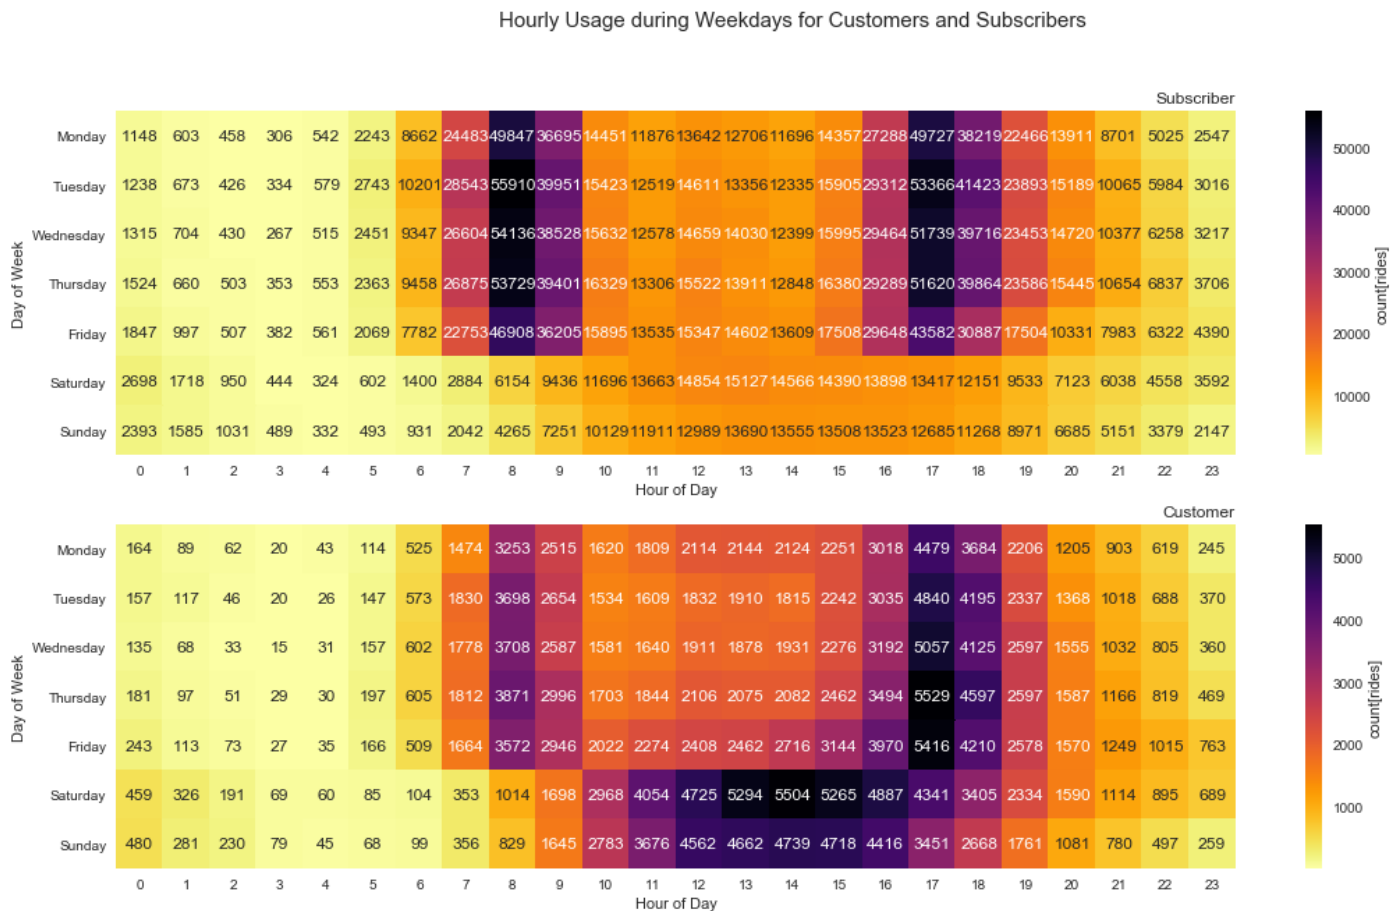 Hourly Usage during Weekdays for Customers and Subscribers
Subscriber
Monday 1148 603 458 306 542 2243 8662 24483 49847 36695 14451 11876 13642 12706 11696 14357 27288 49727 38219 22466 13911 8701 5025 2547
Tuesday 1238 673 426 334 579 2743 10201 28543 55910 39951 15423 12519 14611 13356 12335 15905 29312 53366 41423 23893 15189 10065 5984 3016
Wednesday 1315 704 430 267 515 2451 9347 26604 54136 38528 15632 12578 14659 14030 12399 15995 29464 51739 39716 23453 14720 10377 6258 3217
Thursday 1524 660 503 353 553 2363 9458 26875 53729 39401 16329 13306 15522 13911 12848 16380 29289 51620 39864 23586 15445 10654 6837 3706
Friday 1847 997 507 382 561 2069 7782 22753 46908 36205 15895 13535 15347 14602 13609 17508 29648 43582 30887 17504 10331 7983 6322 4390
Saturday 2698 1718 950 444 324 602 1400 2884 6154 9436 11696 13663 14854 15127 14566 14390 13898 13417 12151 9533 7123 6038 4558 3592
Sunday 2393 1585 1031 489 332 493 931 2042 4265 7251 10129 11911 12989 13690 13555 13508 13523 12685 11268 8971 6685 5151 3379 2147
0 1 2 3 4 5 6 7 8 9 10 11 12 13 14 15 16 17 18 19 20 21 22 23
Hour of Day
Day of Week
50000
40000
30000
20000
10000
count[rides]
Customer
Monday 164 89 62 20 43 114 525 1474 3253 2515 1620 1809 2114 2144 2124 2251 3018 4479 3684 2206 1205 903 619 245
Tuesday 157 117 46 20 26 147 573 1830 3698 2654 1534 1609 1832 1910 1815 2242 3035 4840 4195 2337 1368 1018 688 370
Wednesday 135 68 33 15 31 157 602 1778 3708 2587 1581 1640 1911 1878 1931 2276 3192 5057 4125 2597 1555 1032 805 360
Thursday 181 97 51 29 30 197 605 1812 3871 2996 1703 1844 2106 2075 2082 2462 3494 5529 4597 2597 1587 1166 819 469
Friday 243 113 73 27 35 166 509 1664 3572 2946 2022 2274 2408 2462 2716 3144 3970 5416 4210 2578 1570 1249 1015 763
Saturday 459 326 191 69 60 85 104 353 1014 1698 2968 4054 4725 5294 5504 5265 4887 4341 3405 2334 1590 1114 895 689
Sunday 480 281 230 79 45 68 99 356 829 1645 2783 3676 4562 4662 4739 4718 4416 3451 2668 1761 1081 780 497 259
0 1 2 3 4 5 6 7 8 9 10 11 12 13 14 15 16 17 18 19 20 21 22 23
Hour of Day
Day of Week
5000
4000
3000
2000
1000
count[rides]